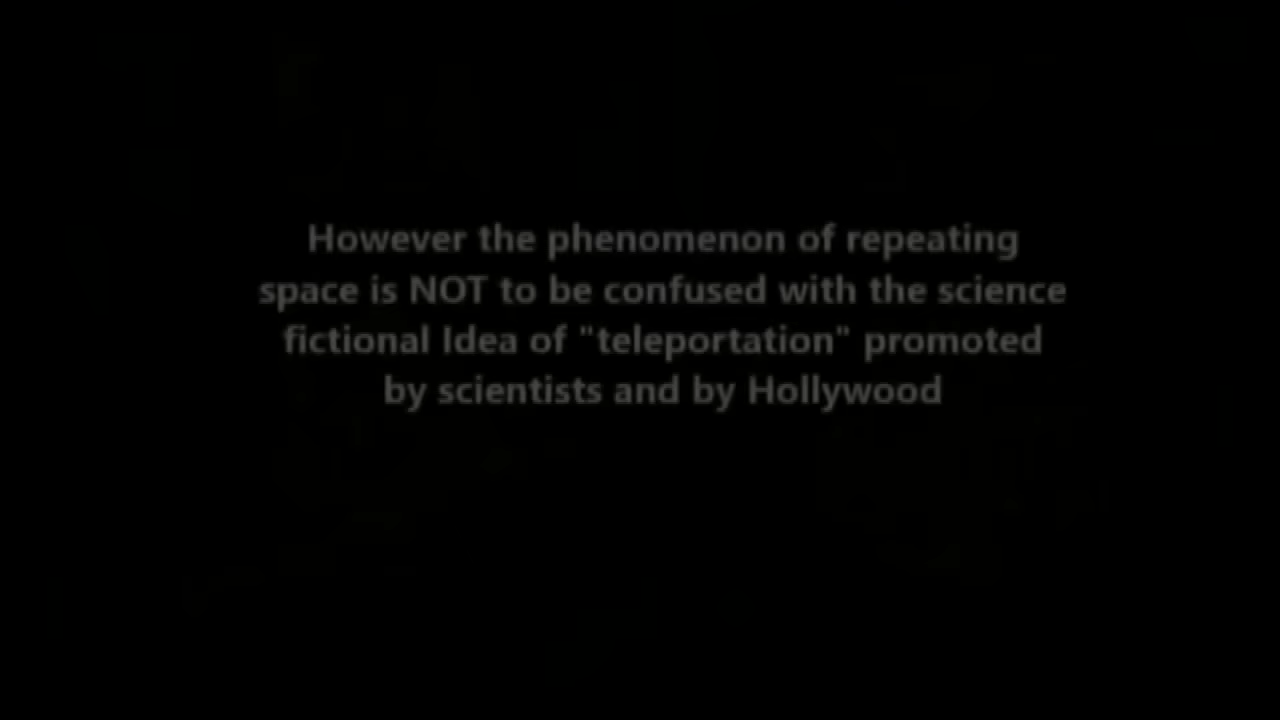 However the phenomenon of repeating
space is NOT to be confused with the science
fictional Idea of "teleportation" promoted
by scientists and by Hollywood